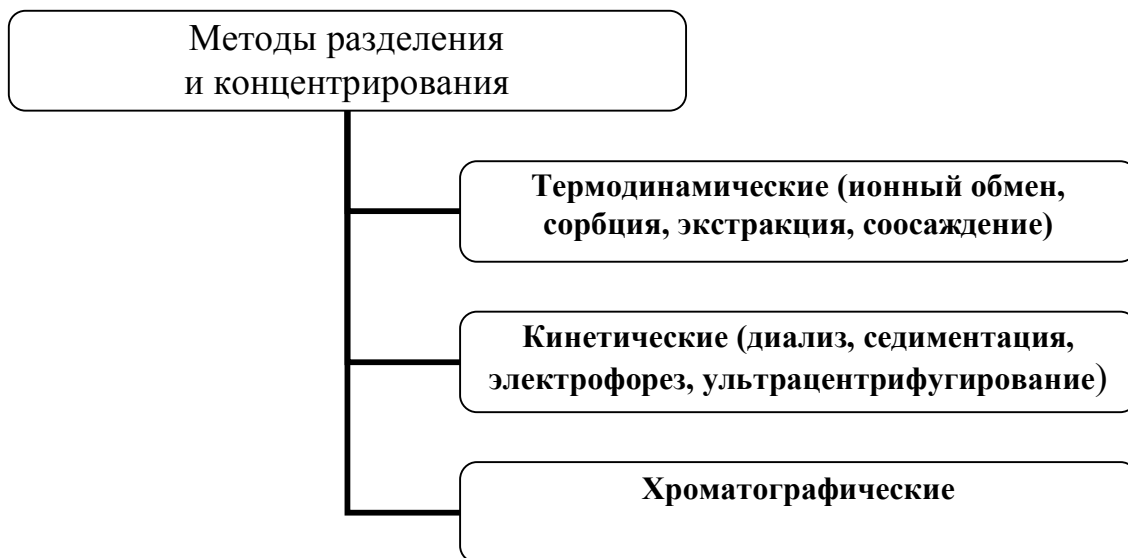 Методы разделения
и концентрирования
Термодинамические (ионный обмен,
сорбция, экстракция, соосаждение)
Кинетические (диализ, седиментация,
электрофорез, ультрацентрифугирование)
Хроматографические